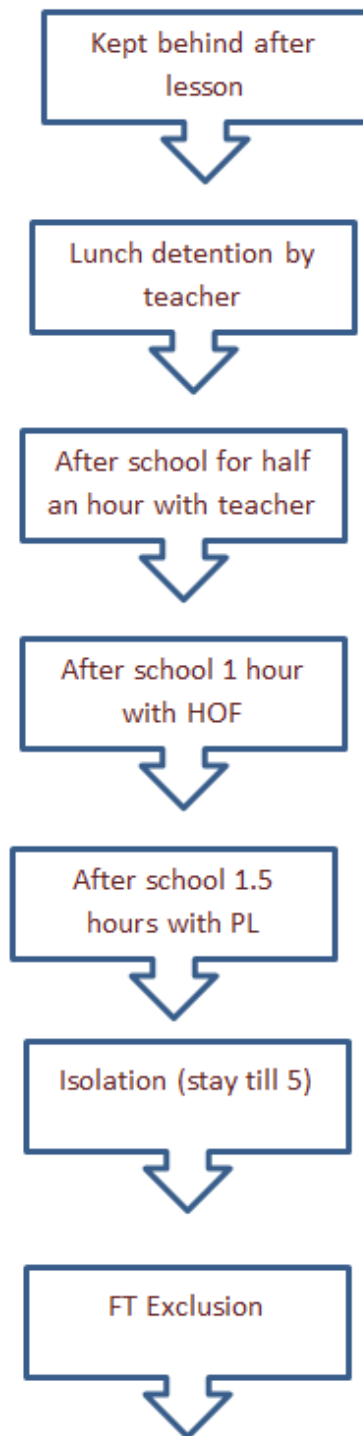 Kept behind after
lesson
Lunch detention by
teacher
After school for half
an hour with teacher
After school 1 hour
with HOF
After school 1.5
hours with PL
Isolation (stay till 5)
FT Exclusion